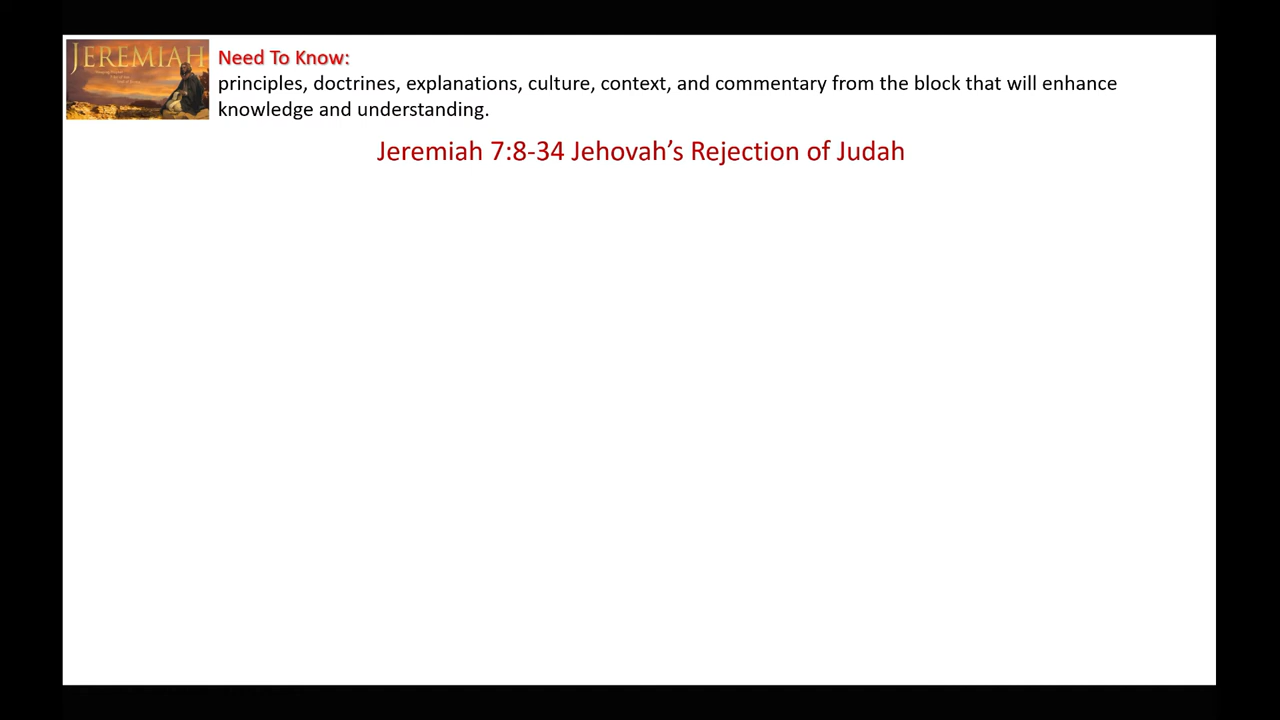 JEREMIAH
Need To Know:
principles, doctrines, explanations, culture, context, and commentary from the block that will enhance
knowledge and understanding.
Jeremiah 7:8-34 Jehovah’s Rejection of Judah